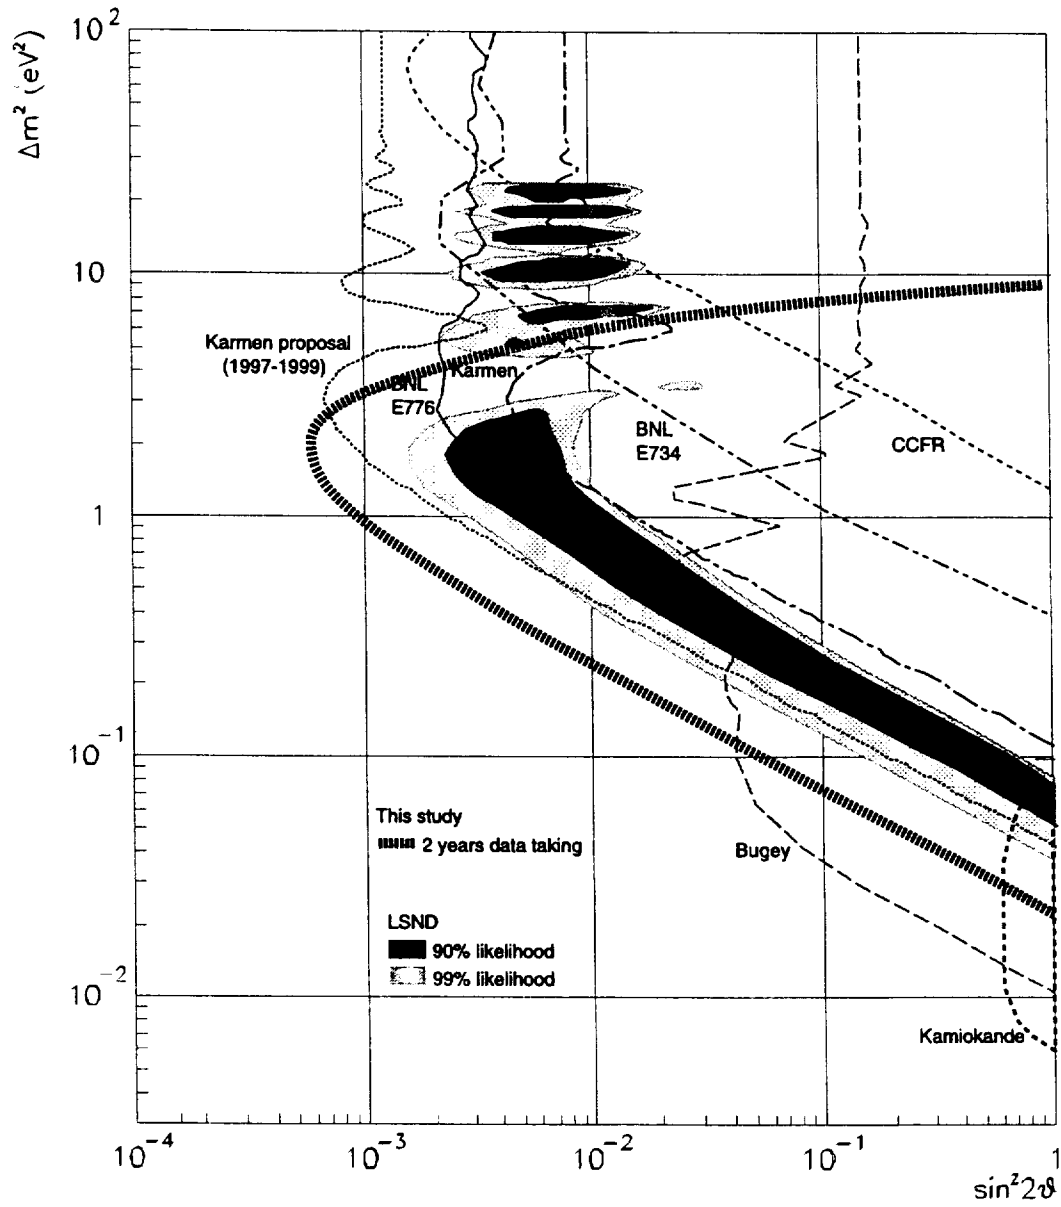 10²
Δm² (eV²)
10
Karmen proposal
(1997-1999)
Karmen
BNL
E776
BNL
E734
CCFR
1
10⁻¹
This study
2 years data taking
Bugey
LSND
90% likelihood
99% likelihood
10⁻²
Kamiokande
10⁻⁴ 10⁻³ 10⁻² 10⁻¹ 1
sin²2ϑ